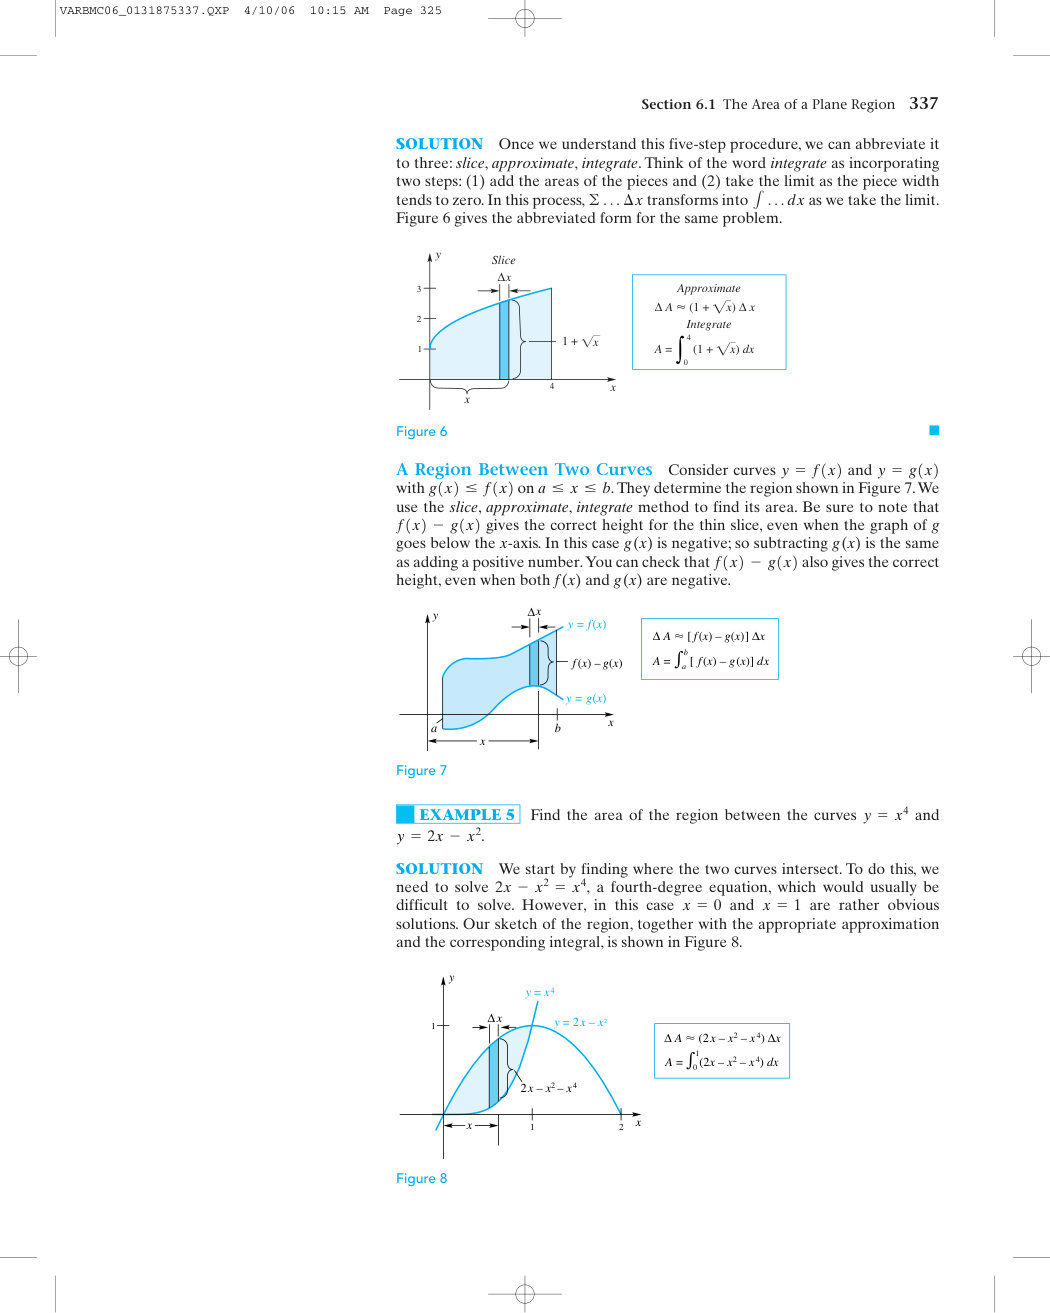 VARBMC06_0131875337.QXP 4/10/06 10:15 AM Page 325
Section 6.1 The Area of a Plane Region 337
SOLUTION Once we understand this five-step procedure, we can abbreviate it
to three: slice, approximate, integrate. Think of the word integrate as incorporating
two steps: (1) add the areas of the pieces and (2) take the limit as the piece width
tends to zero. In this process, Σ … Δx transforms into ∫ … dx as we take the limit.
Figure 6 gives the abbreviated form for the same problem.
y
Slice
Δx
3
2
1
1 + √x
4
x
x
Approximate
ΔA ≈ (1 + √x) Δx
Integrate
A = ∫₀⁴ (1 + √x) dx
Figure 6
A Region Between Two Curves Consider curves y = f(x) and y = g(x)
with g(x) ≤ f(x) on a ≤ x ≤ b. They determine the region shown in Figure 7. We
use the slice, approximate, integrate method to find its area. Be sure to note that
f(x) − g(x) gives the correct height for the thin slice, even when the graph of g
goes below the x-axis. In this case g(x) is negative; so subtracting g(x) is the same
as adding a positive number. You can check that f(x) − g(x) also gives the correct
height, even when both f(x) and g(x) are negative.
y
Δx
y = f(x)
f(x) – g(x)
y = g(x)
a
b
x
x
ΔA ≈ [f(x) – g(x)] Δx
A = ∫ₐᵇ [f(x) – g(x)] dx
Figure 7
EXAMPLE 5 Find the area of the region between the curves y = x⁴ and
y = 2x − x².
SOLUTION We start by finding where the two curves intersect. To do this, we
need to solve 2x − x² = x⁴, a fourth-degree equation, which would usually be
difficult to solve. However, in this case x = 0 and x = 1 are rather obvious
solutions. Our sketch of the region, together with the appropriate approximation
and the corresponding integral, is shown in Figure 8.
y
y = x⁴
Δx
1
y = 2x – x²
2x – x² – x⁴
x
1
2
x
ΔA ≈ (2x – x² – x⁴) Δx
A = ∫₀¹ (2x – x² – x⁴) dx
Figure 8